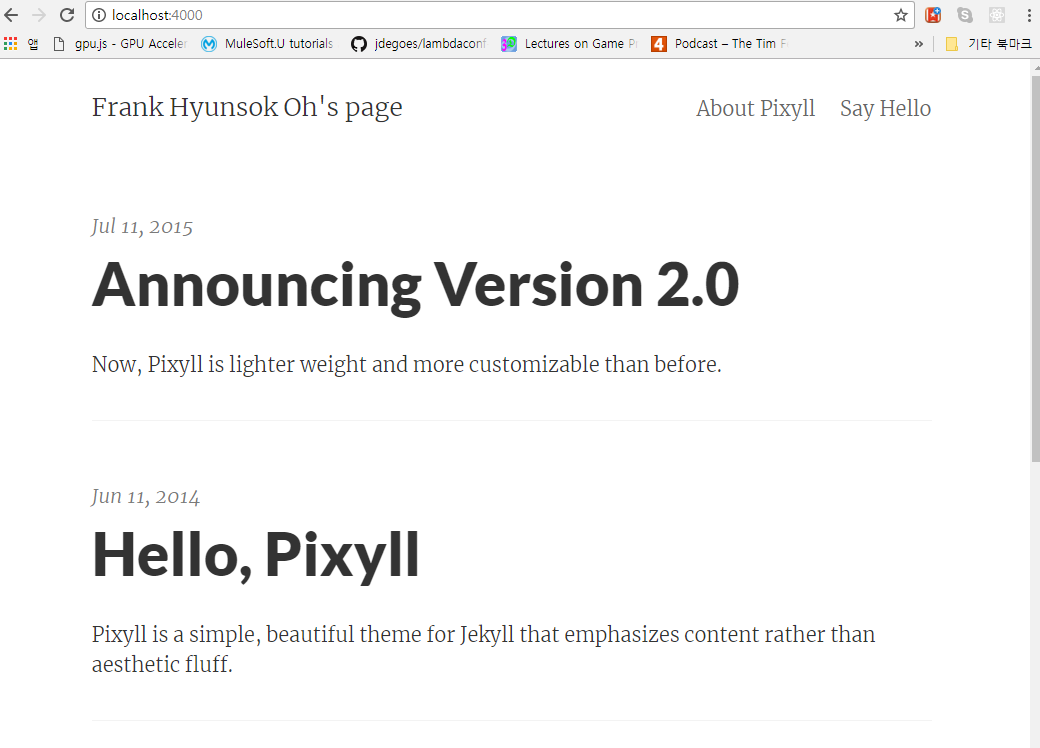 localhost:4000
앱 gpu.js - GPU Acceler MuleSoft.U tutorials jdegoes/lambdaconf Lectures on Game Pr Podcast – The Tim F » 기타 북마크
Frank Hyunsok Oh's page About Pixyll Say Hello
Jul 11, 2015
Announcing Version 2.0
Now, Pixyll is lighter weight and more customizable than before.
Jun 11, 2014
Hello, Pixyll
Pixyll is a simple, beautiful theme for Jekyll that emphasizes content rather than
aesthetic fluff.